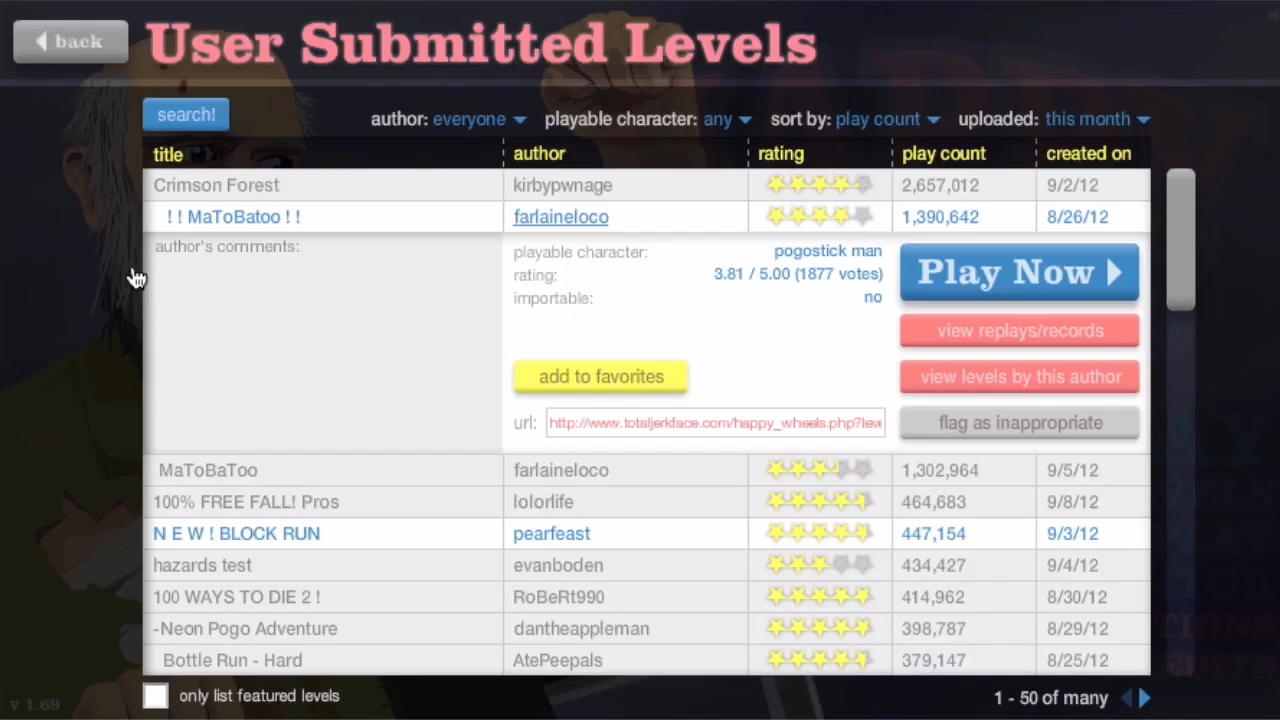 back
User Submitted Levels
search!
author: everyone playable character: any sort by: play count uploaded: this month
title author rating play count created on
Crimson Forest kirbypwnage 2,657,012 9/2/12
! ! MaToBatoo ! ! farlaineloco 1,390,642 8/26/12
author's comments:
playable character: pogostick man
rating: 3.81 / 5.00 (1877 votes)
importable: no
Play Now
view replays/records
add to favorites
view levels by this author
url: http://www.totaljerkface.com/happy_wheels.php?leve
flag as inappropriate
MaToBaToo farlaineloco 1,302,964 9/5/12
100% FREE FALL! Pros lolorlife 464,683 9/8/12
N E W ! BLOCK RUN pearfeast 447,154 9/3/12
hazards test evanboden 434,427 9/4/12
100 WAYS TO DIE 2 ! RoBeRt990 414,962 8/30/12
-Neon Pogo Adventure dantheappleman 398,787 8/29/12
Bottle Run - Hard AtePeepals 379,147 8/25/12
only list featured levels
1 - 50 of many
v 1.69